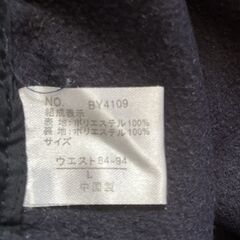 NO. BY4109
組成表示
表 地：ポリエステル100%
裏 地：ポリエステル100%
サイズ
ウエスト84-94
L
中国製